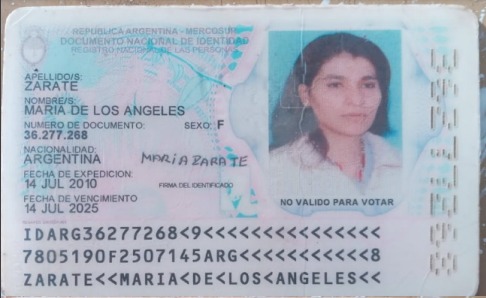 REPUBLICA ARGENTINA - MERCOSUR
DOCUMENTO NACIONAL DE IDENTIDAD
REGISTRO NACIONAL DE LAS PERSONAS
APELLIDO/S:
ZARATE
NOMBRE/S:
MARIA DE LOS ANGELES
NUMERO DE DOCUMENTO: SEXO: F
36.277.268
NACIONALIDAD:
ARGENTINA
MARIA ZARATE
FECHA DE EXPEDICION:
14 JUL 2010
FIRMA DEL IDENTIFICADO
FECHA DE VENCIMIENTO
14 JUL 2025
NO VALIDO PARA VOTAR
IDARG36277268<9<<<<<<<<<<<<<<<
7805190F2507145ARG<<<<<<<<<<<8
ZARATE<<MARIA<DE<LOS<ANGELES<<